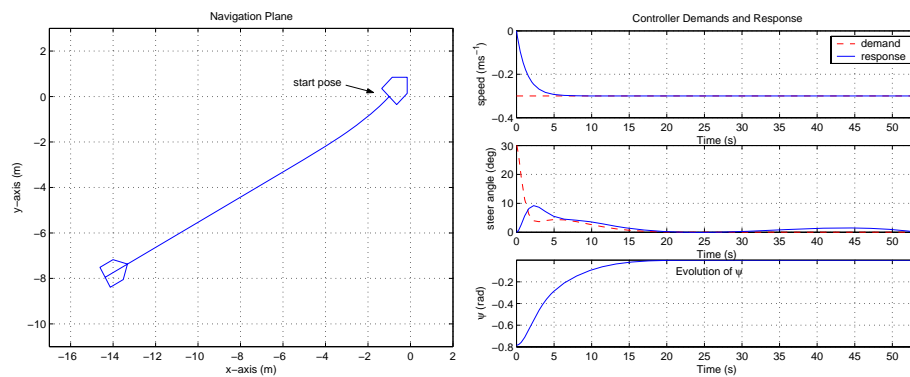 Navigation Plane
2
0
−2
−4
−6
−8
−10
y−axis (m)
start pose
−16 −14 −12 −10 −8 −6 −4 −2 0 2
x−axis (m)
Controller Demands and Response
0
−0.2
−0.4
speed (ms⁻¹)
demand
response
0 5 10 15 20 25 30 35 40 45 50
Time (s)
30
20
10
0
steer angle (deg)
0 5 10 15 20 25 30 35 40 45 50
Time (s)
Evolution of ψ
−0.2
−0.4
−0.6
−0.8
ψ (rad)
0 5 10 15 20 25 30 35 40 45 50
Time (s)